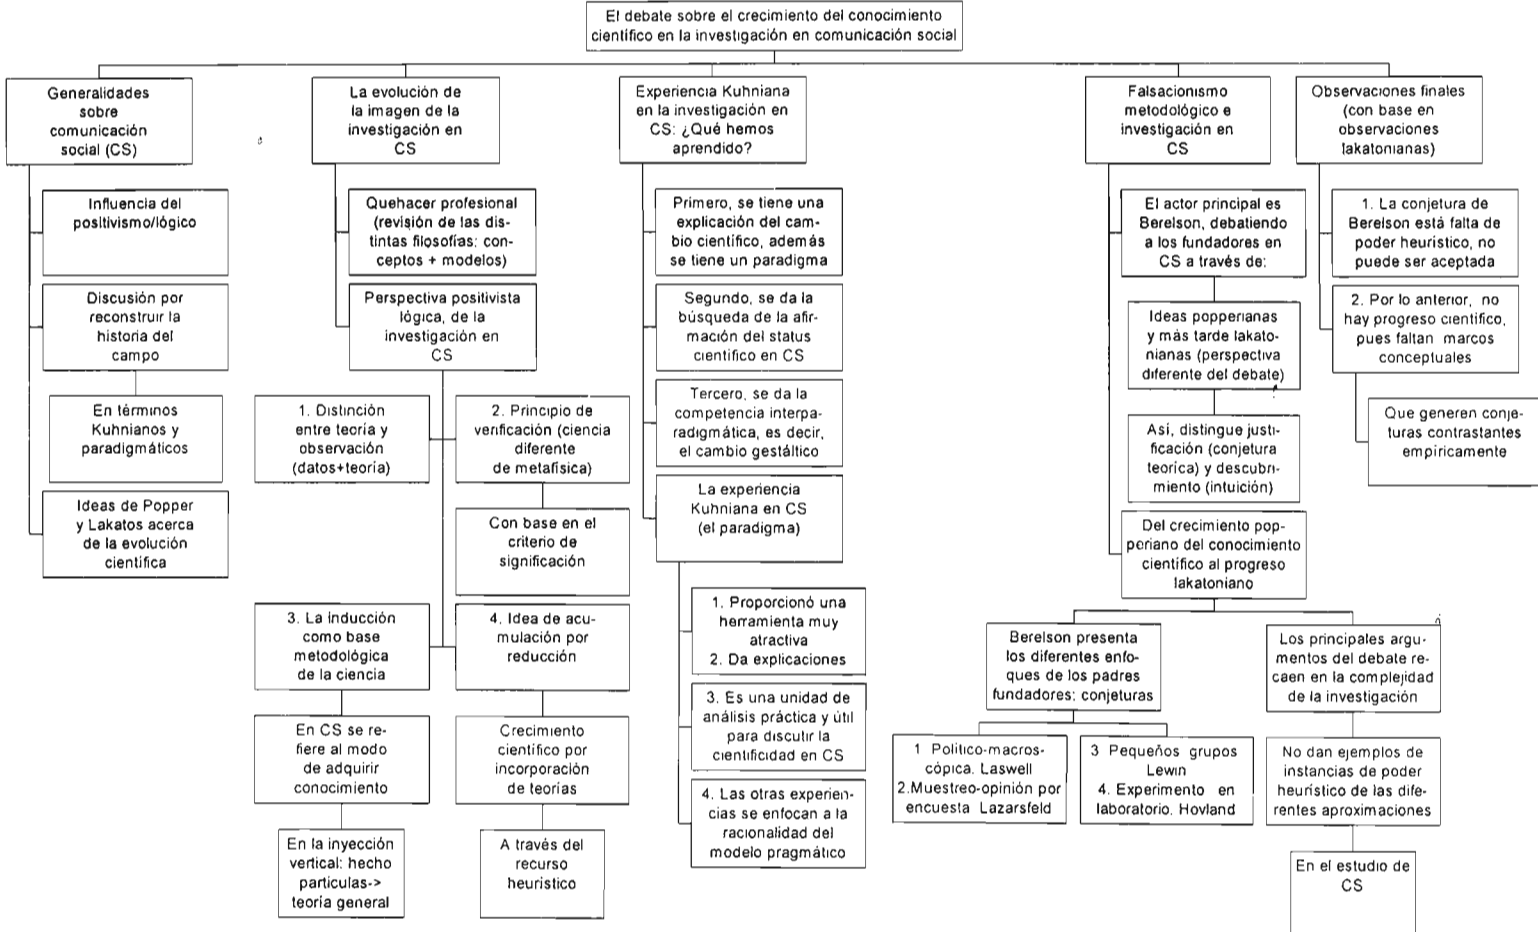 El debate sobre el crecimiento del conocimiento
científico en la investigación en comunicación social
Generalidades
sobre
comunicación
social (CS)
Influencia del
positivismo/lógico
Discusión por
reconstruir la
historia del
campo
En términos
Kuhnianos y
paradigmáticos
Ideas de Popper
y Lakatos acerca
de la evolución
científica
La evolución de
la imagen de la
investigación en
CS
Quehacer profesional
(revisión de las dis-
tintas filosofías: con-
ceptos + modelos)
Perspectiva positivista
lógica, de la
investigación en
CS
1. Distinción
entre teoría y
observación
(datos+teoría)
2. Principio de
verificación (ciencia
diferente
de metafísica)
Con base en el
criterio de
significación
3. La inducción
como base
metodológica
de la ciencia
4. Idea de acu-
mulación por
reducción
En CS se re-
fiere al modo
de adquirir
conocimiento
Crecimiento
científico por
incorporación
de teorías
En la inyección
vertical: hecho
particulas->
teoría general
A través del
recurso
heurístico
Experiencia Kuhniana
en la investigación en
CS: ¿Qué hemos
aprendido?
Primero, se tiene una
explicación del cam-
bio científico, además
se tiene un paradigma
Segundo, se da la
búsqueda de la afir-
mación del status
científico en CS
Tercero, se da la
competencia interpa-
radigmática, es decir,
el cambio gestáltico
La experiencia
Kuhniana en CS
(el paradigma)
1. Proporcionó una
herramienta muy
atractiva
2. Da explicaciones
3. Es una unidad de
análisis práctica y útil
para discutir la
cientificidad en CS
4. Las otras experien-
cias se enfocan a la
racionalidad del
modelo pragmático
Falsacionismo
metodológico e
investigación en
CS
El actor principal es
Berelson, debatiendo
a los fundadores en
CS a través de:
Ideas popperianas
y más tarde lakato-
nianas (perspectiva
diferente del debate)
Así, distingue justi-
ficación (conjetura
teorica) y descubri-
miento (intuición)
Del crecimiento pop-
periano del conocimiento
científico al progreso
lakatoniano
Berelson presenta
los diferentes enfo-
ques de los padres
fundadores: conjeturas
1 Político-macros-
cópica. Laswell
2.Muestreo-opinión por
encuesta Lazarsfeld
3 Pequeños grupos
Lewin
4. Experimento en
laboratorio. Hovland
Los principales argu-
mentos del debate re-
caen en la complejidad
de la investigación
No dan ejemplos de
instancias de poder
heurístico de las dife-
rentes aproximaciones
En el estudio de
CS
Observaciones finales
(con base en
observaciones
lakatonianas)
1. La conjetura de
Berelson está falta de
poder heurístico, no
puede ser aceptada
2. Por lo anterior, no
hay progreso científico,
pues faltan marcos
conceptuales
Que generen conje-
turas contrastantes
empíricamente